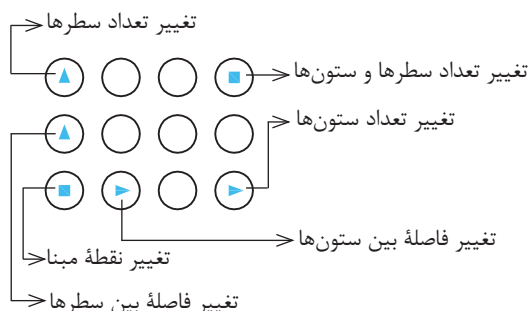 تغییر تعداد سطرها
تغییر تعداد سطرها و ستون‌ها
تغییر تعداد ستون‌ها
تغییر فاصلهٔ بین ستون‌ها
تغییر نقطهٔ مبنا
تغییر فاصلهٔ بین سطرها